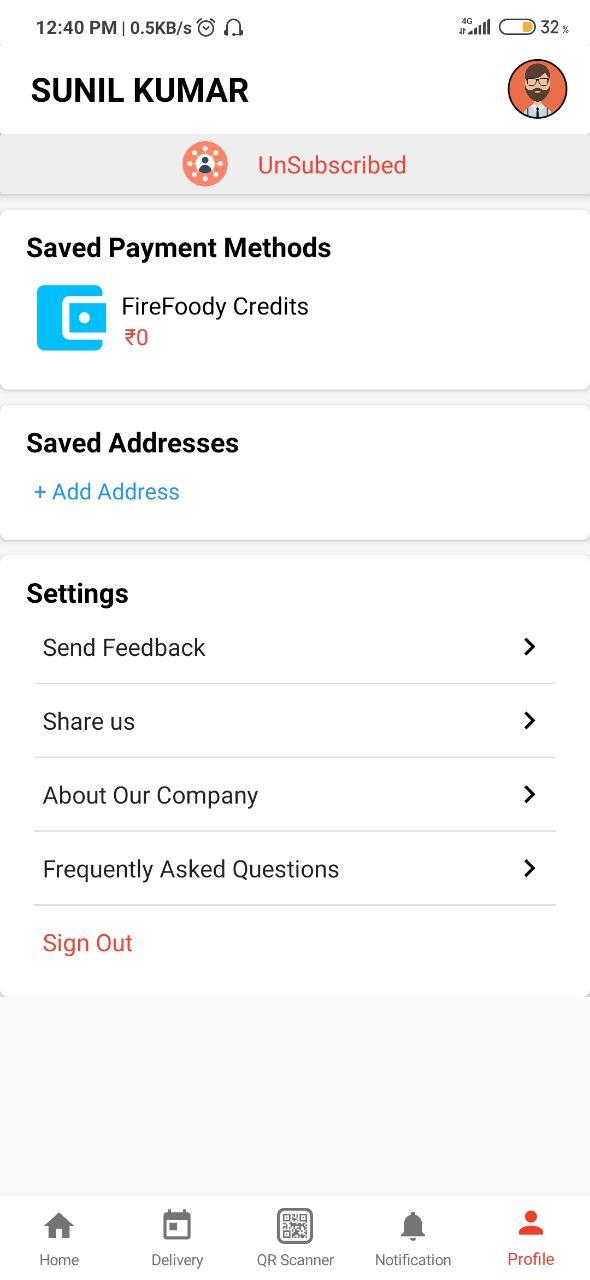 12:40 PM | 0.5KB/s 4G 32 %
SUNIL KUMAR
UnSubscribed
Saved Payment Methods
FireFoody Credits
₹0
Saved Addresses
+ Add Address
Settings
Send Feedback
Share us
About Our Company
Frequently Asked Questions
Sign Out
Home Delivery QR Scanner Notification Profile